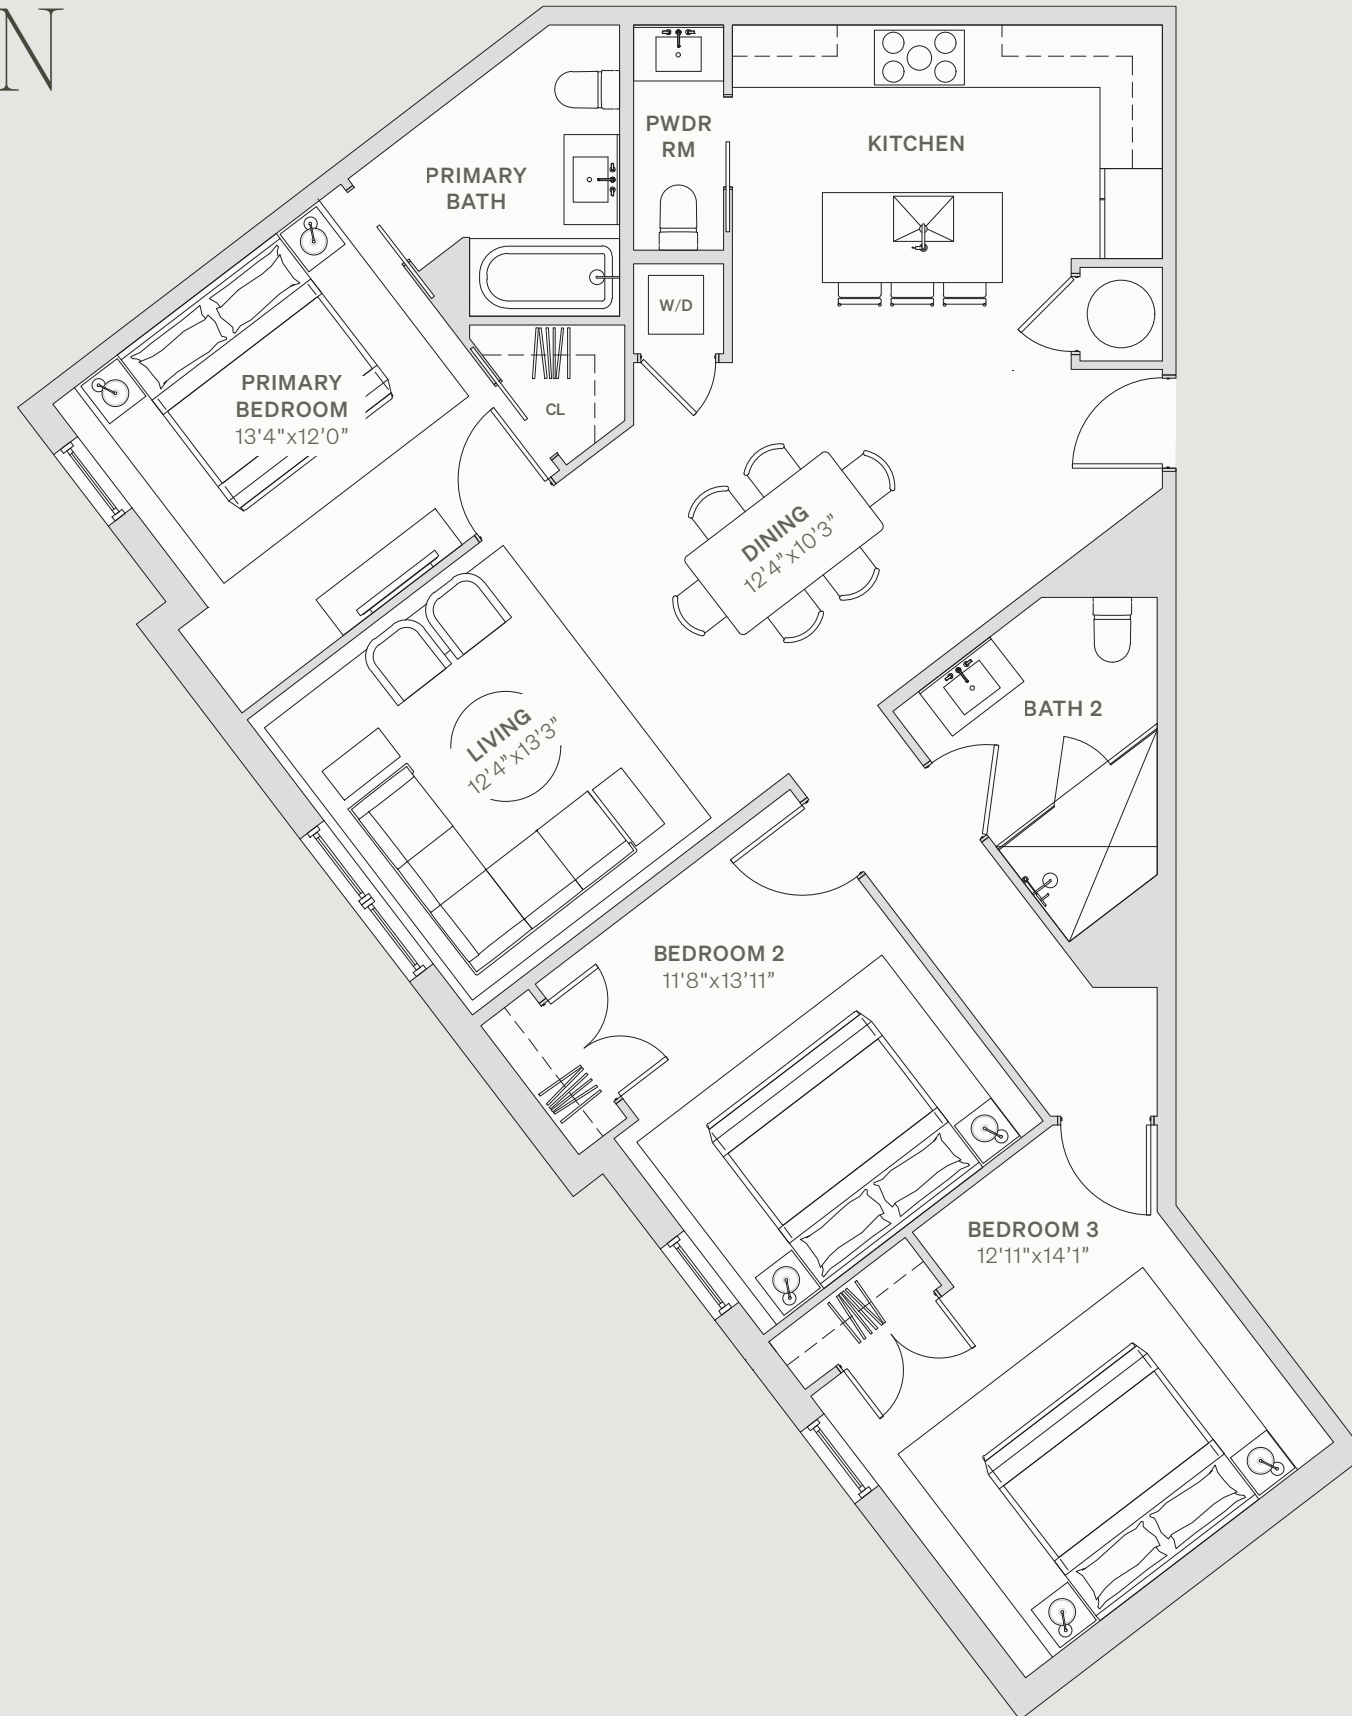 N
PWDR
RM
KITCHEN
PRIMARY
BATH
W/D
PRIMARY
BEDROOM
13'4"x12'0”
CL
DINING
12’4”x10’3”
LIVING
12’4”x13’3”
BATH 2
BEDROOM 2
11'8"x13’11”
BEDROOM 3
12'11"x14’1”